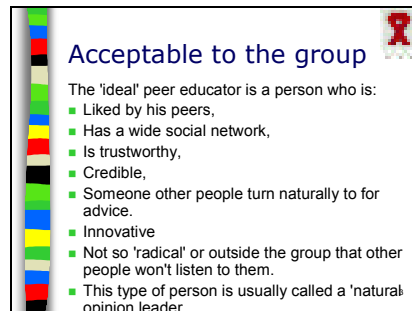 Acceptable to the group
The 'ideal' peer educator is a person who is:
Liked by his peers,
Has a wide social network,
Is trustworthy,
Credible,
Someone other people turn naturally to for
advice.
Innovative
Not so 'radical' or outside the group that other
people won't listen to them.
This type of person is usually called a 'natural
opinion leader